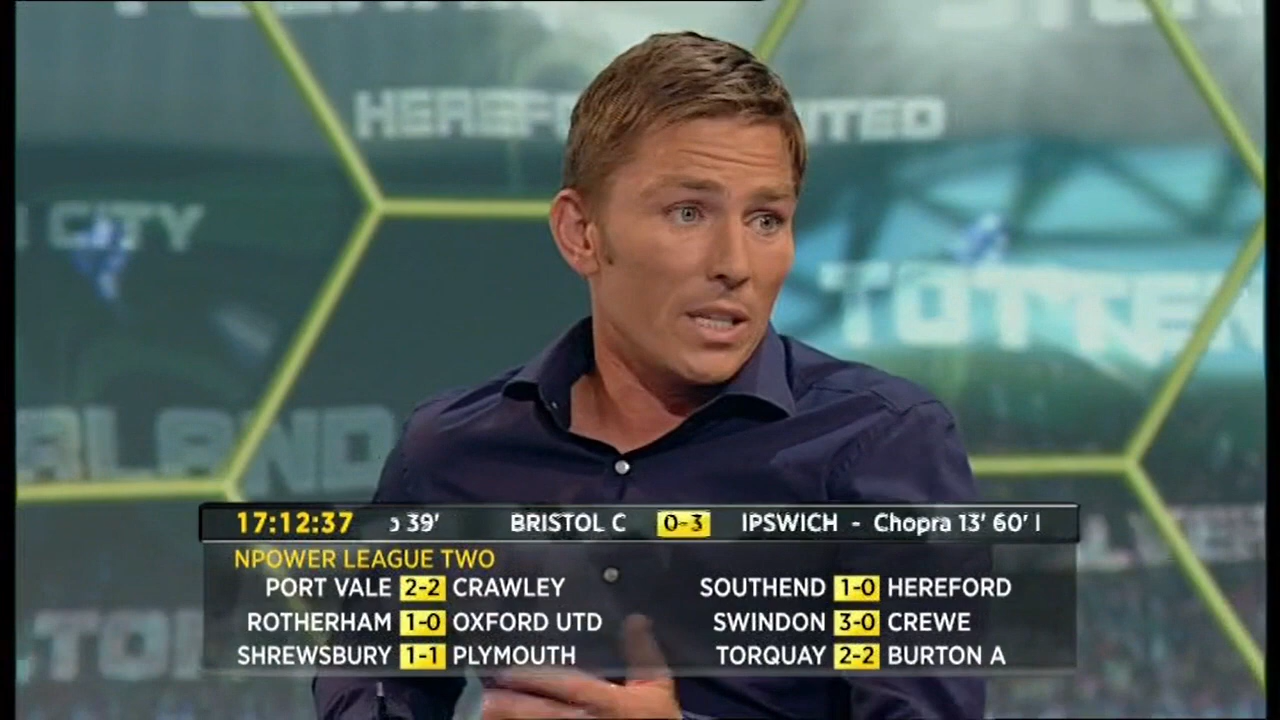 HEREF ITED
CITY
TOTTEN
ALAND
17:12:37 39' BRISTOL C 0-3 IPSWICH - Chopra 13' 60'
NPOWER LEAGUE TWO
PORT VALE 2-2 CRAWLEY SOUTHEND 1-0 HEREFORD
ROTHERHAM 1-0 OXFORD UTD SWINDON 3-0 CREWE
SHREWSBURY 1-1 PLYMOUTH TORQUAY 2-2 BURTON A